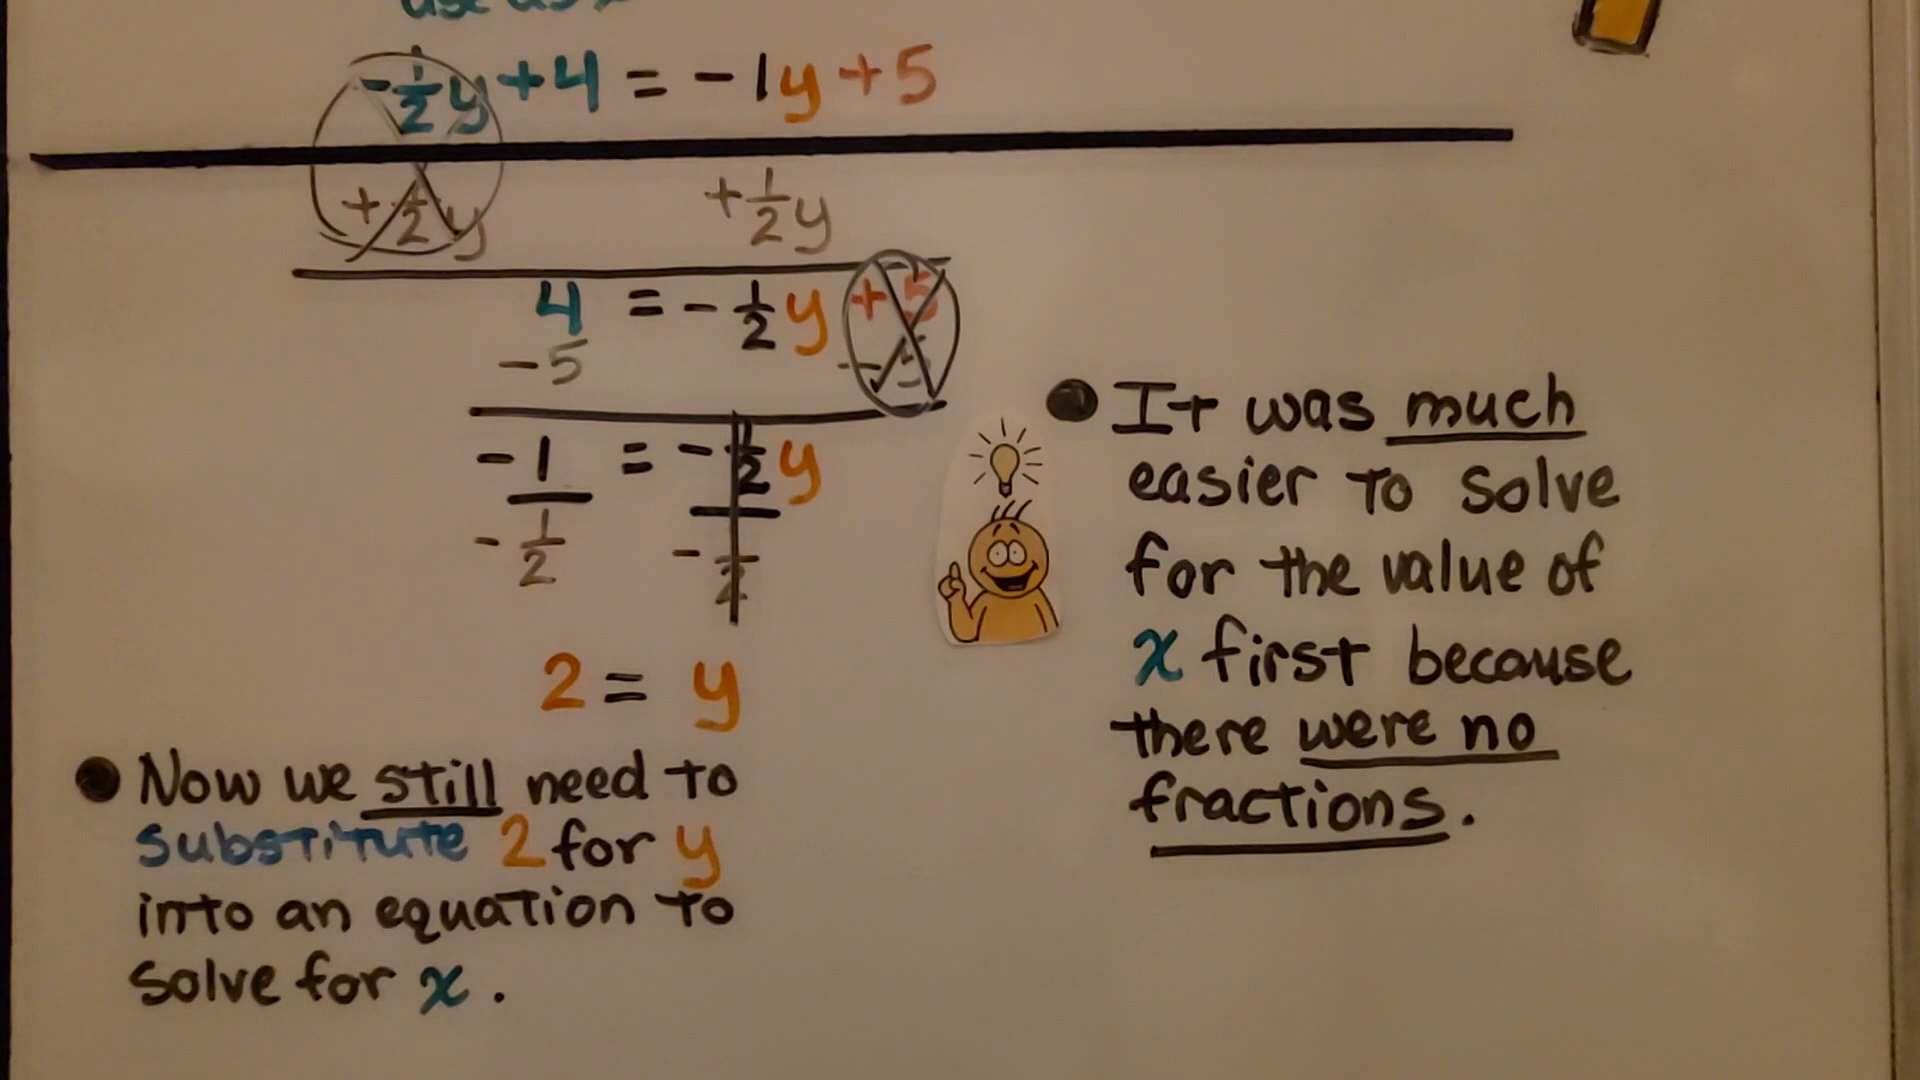 -1/2y+4 = -1y+5
+1/2y +1/2y
4 = -1/2y +5
-5 -5
-1 = -1/2y
-1/2 -1/2
2 = y
Now we still need to
substitute 2 for y
into an equation to
solve for x.
It was much
easier to solve
for the value of
x first because
there were no
fractions.